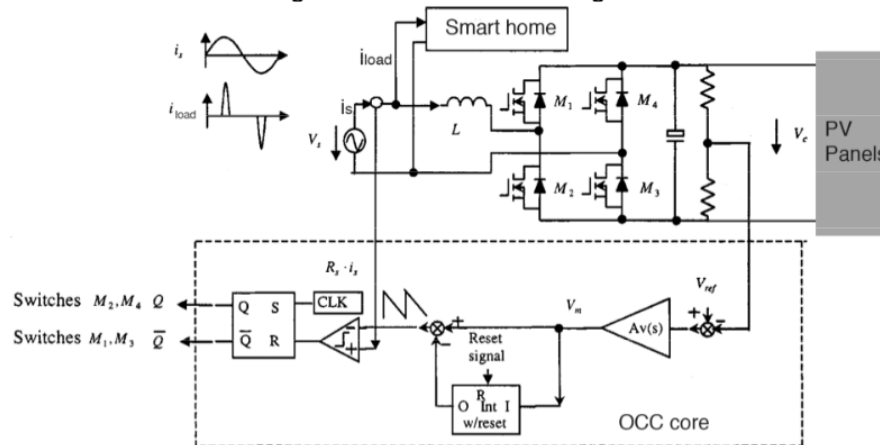 Smart home
i_s
i_load
i_load
i_s
V_s
L
M_1
M_4
M_2
M_3
V_c
PV
Panels
R_s · i_s
V_ref
Switches M_2, M_4 Q
Q S
CLK
V_m
Av(s)
Switches M_1, M_3 Q̅
Q̅ R
Reset
signal
R
O Int I
w/reset
OCC core